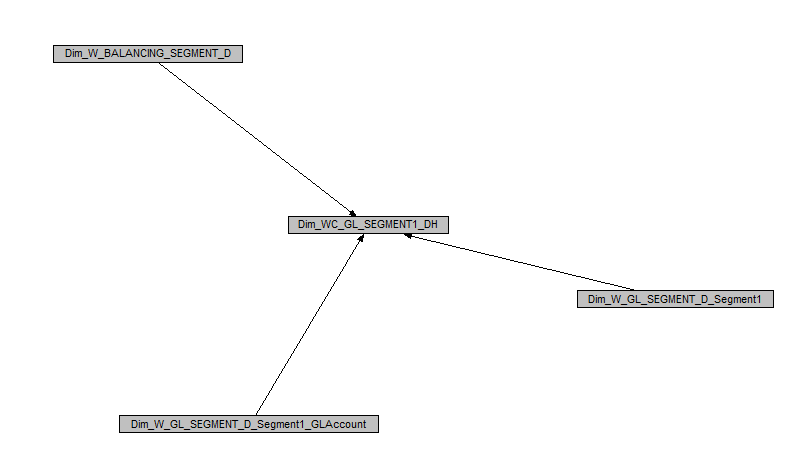 Dim_W_BALANCING_SEGMENT_D
Dim_WC_GL_SEGMENT1_DH
Dim_W_GL_SEGMENT_D_Segment1
Dim_W_GL_SEGMENT_D_Segment1_GLAccount